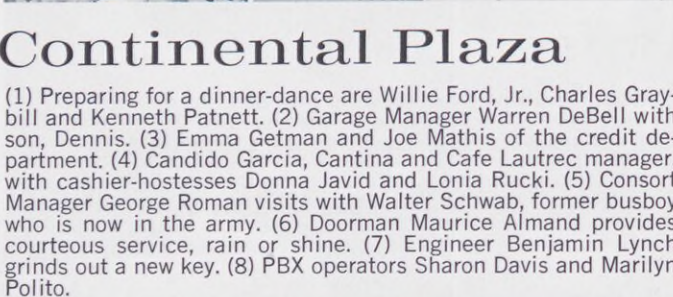 Continental Plaza
(1) Preparing for a dinner-dance are Willie Ford, Jr., Charles Gray-
bill and Kenneth Patnett. (2) Garage Manager Warren DeBell with
son, Dennis. (3) Emma Getman and Joe Mathis of the credit de-
partment. (4) Candido Garcia, Cantina and Cafe Lautrec manager,
with cashier-hostesses Donna Javid and Lonia Rucki. (5) Consort
Manager George Roman visits with Walter Schwab, former busboy
who is now in the army. (6) Doorman Maurice Almand provides
courteous service, rain or shine. (7) Engineer Benjamin Lynch
grinds out a new key. (8) PBX operators Sharon Davis and Marilyn
Polito.